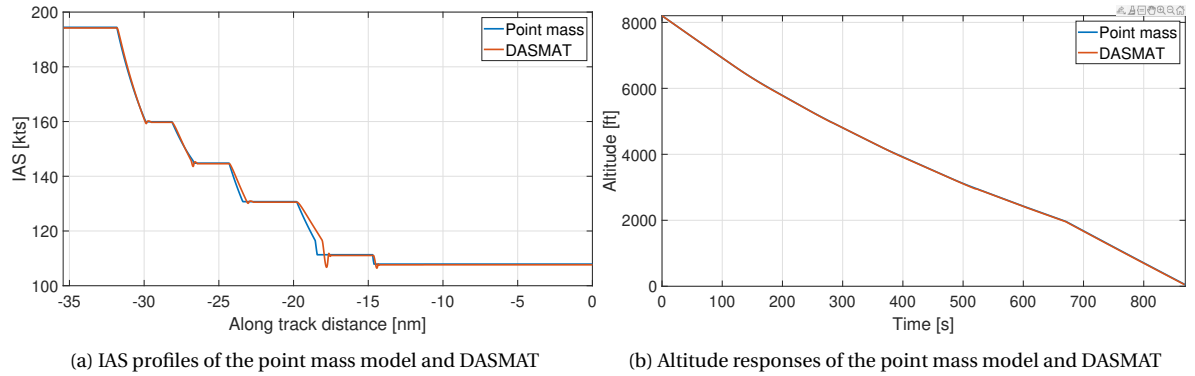 200
180
160
140
120
100
IAS [kts]
Point mass
DASMAT
-35
-30
-25
-20
-15
-10
-5
0
Along track distance [nm]
(a) IAS profiles of the point mass model and DASMAT
8000
6000
4000
2000
0
Altitude [ft]
Point mass
DASMAT
0
100
200
300
400
500
600
700
800
Time [s]
(b) Altitude responses of the point mass model and DASMAT